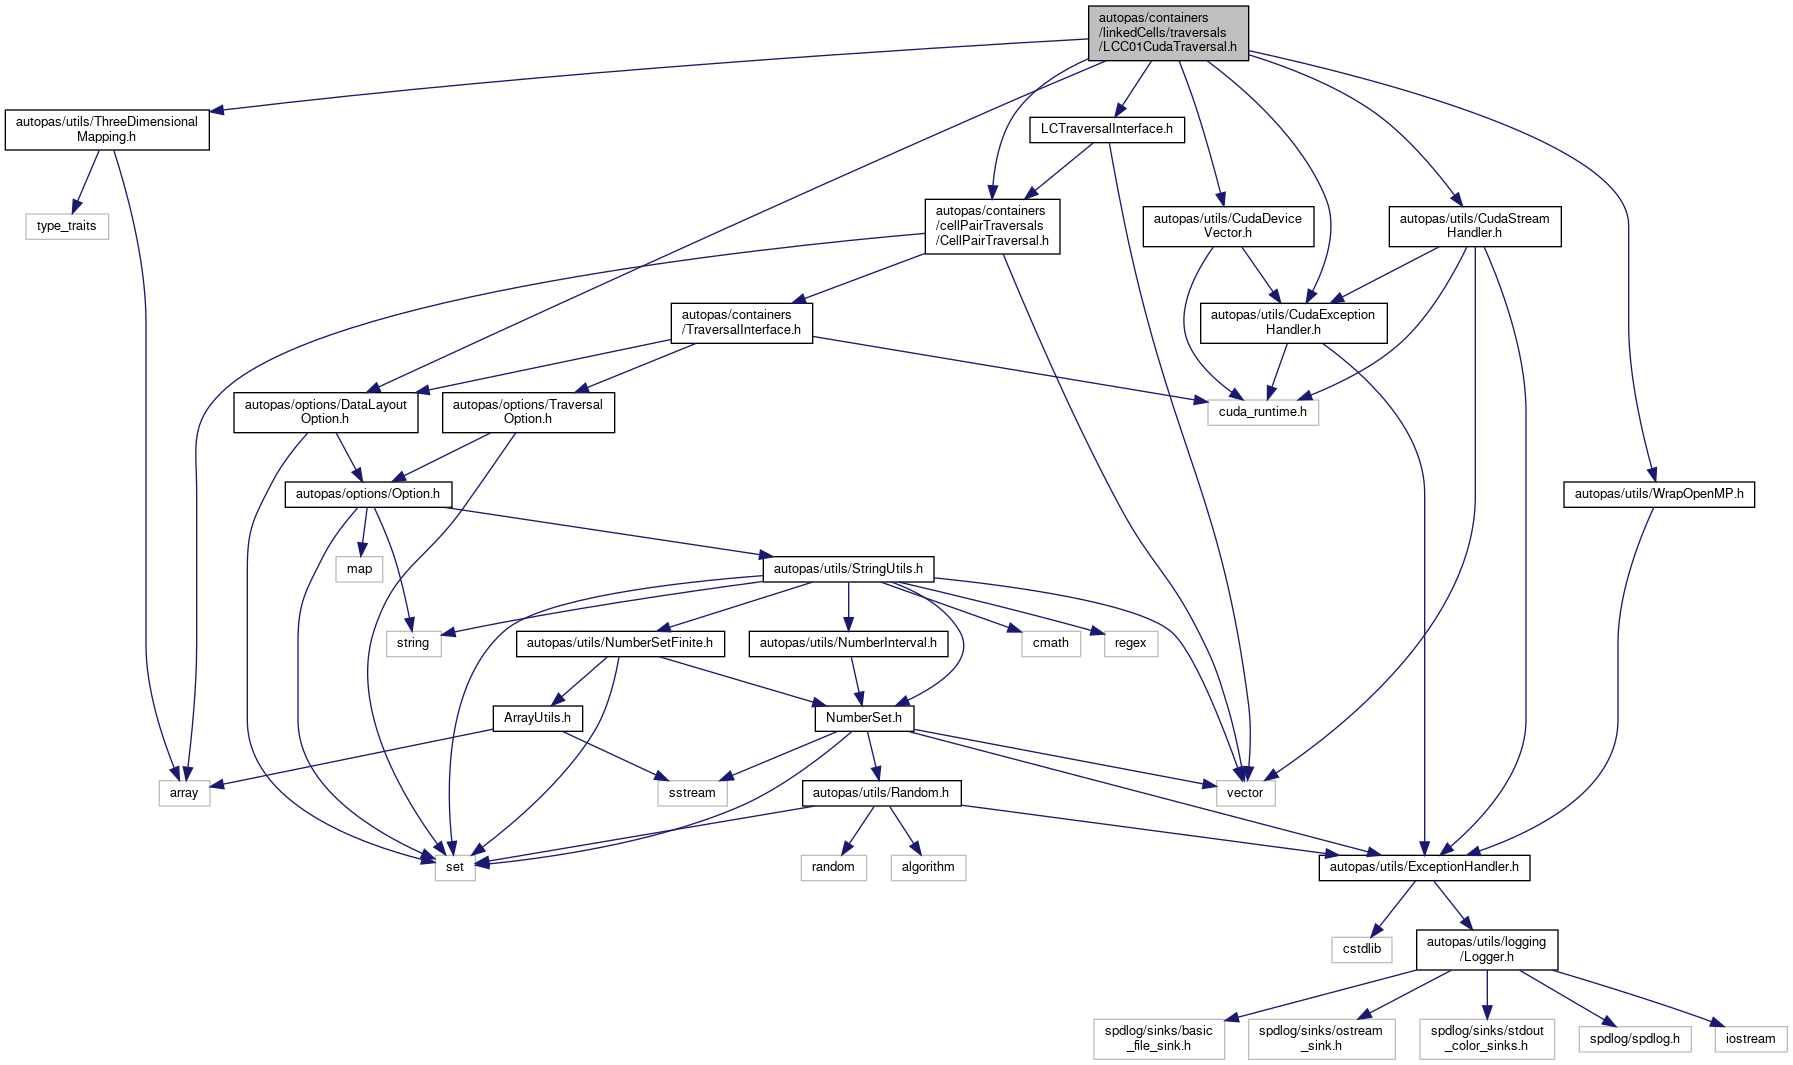 autopas/containers
/linkedCells/traversals
/LCC01CudaTraversal.h
autopas/utils/ThreeDimensional
Mapping.h
LCTraversalInterface.h
type_traits
autopas/containers
/cellPairTraversals
/CellPairTraversal.h
autopas/utils/CudaDevice
Vector.h
autopas/utils/CudaStream
Handler.h
autopas/containers
/TraversalInterface.h
autopas/utils/CudaException
Handler.h
autopas/options/DataLayout
Option.h
autopas/options/Traversal
Option.h
cuda_runtime.h
autopas/options/Option.h
autopas/utils/WrapOpenMP.h
map
autopas/utils/StringUtils.h
string
autopas/utils/NumberSetFinite.h
autopas/utils/NumberInterval.h
cmath
regex
ArrayUtils.h
NumberSet.h
array
sstream
autopas/utils/Random.h
vector
set
random
algorithm
autopas/utils/ExceptionHandler.h
cstdlib
autopas/utils/logging
/Logger.h
spdlog/sinks/basic
_file_sink.h
spdlog/sinks/ostream
_sink.h
spdlog/sinks/stdout
_color_sinks.h
spdlog/spdlog.h
iostream